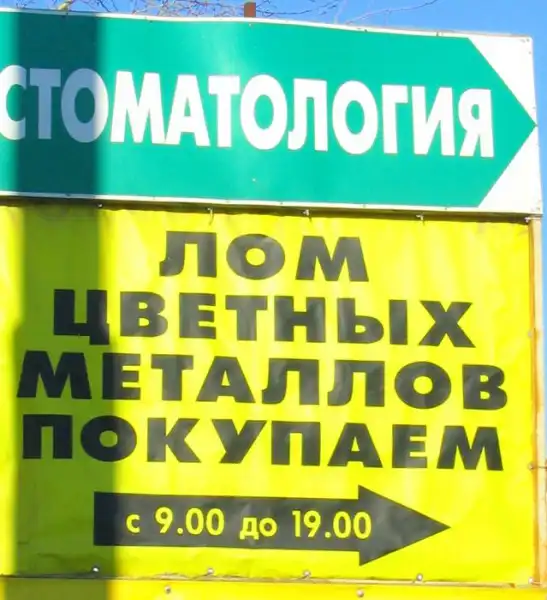 СТОМАТОЛОГИЯ
ЛОМ
ЦВЕТНЫХ
МЕТАЛЛОВ
ПОКУПАЕМ
с 9.00 до 19.00